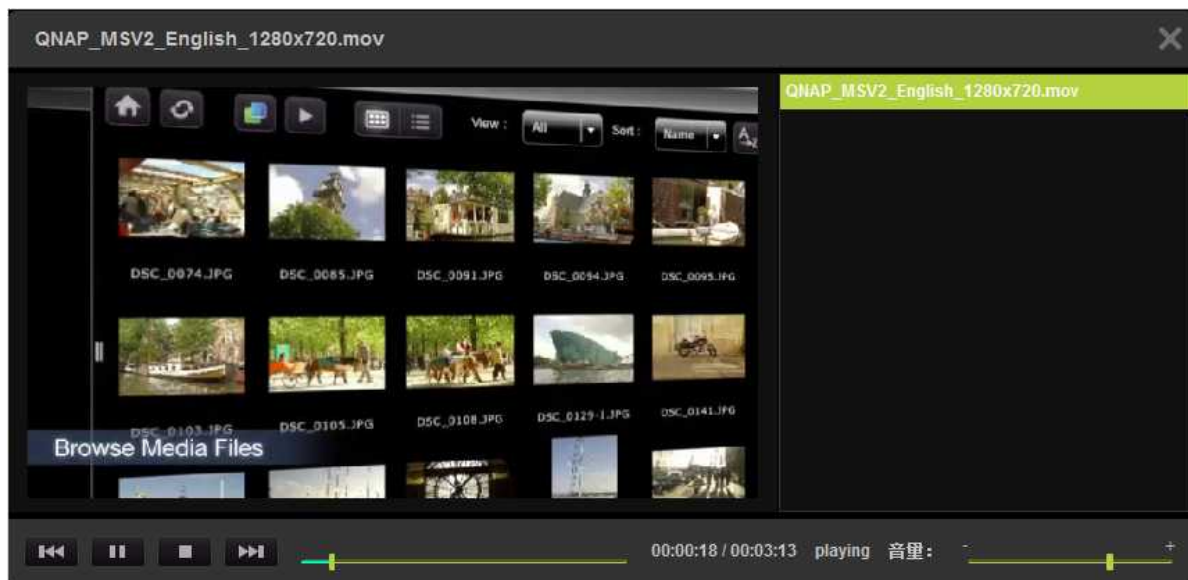 QNAP_MSV2_English_1280x720.mov
QNAP_MSV2_English_1280x720.mov
View : All Sort : Name A Z
DSC_0074.JPG DSC_0085.JPG DSC_0091.JPG DSC_0094.JPG DSC_0095.JPG
DSC_0103.JPG DSC_0105.JPG DSC_0108.JPG DSC_0129-1.JPG DSC_0141.JPG
Browse Media Files
00:00:18 / 00:03:13 playing 音量： - +